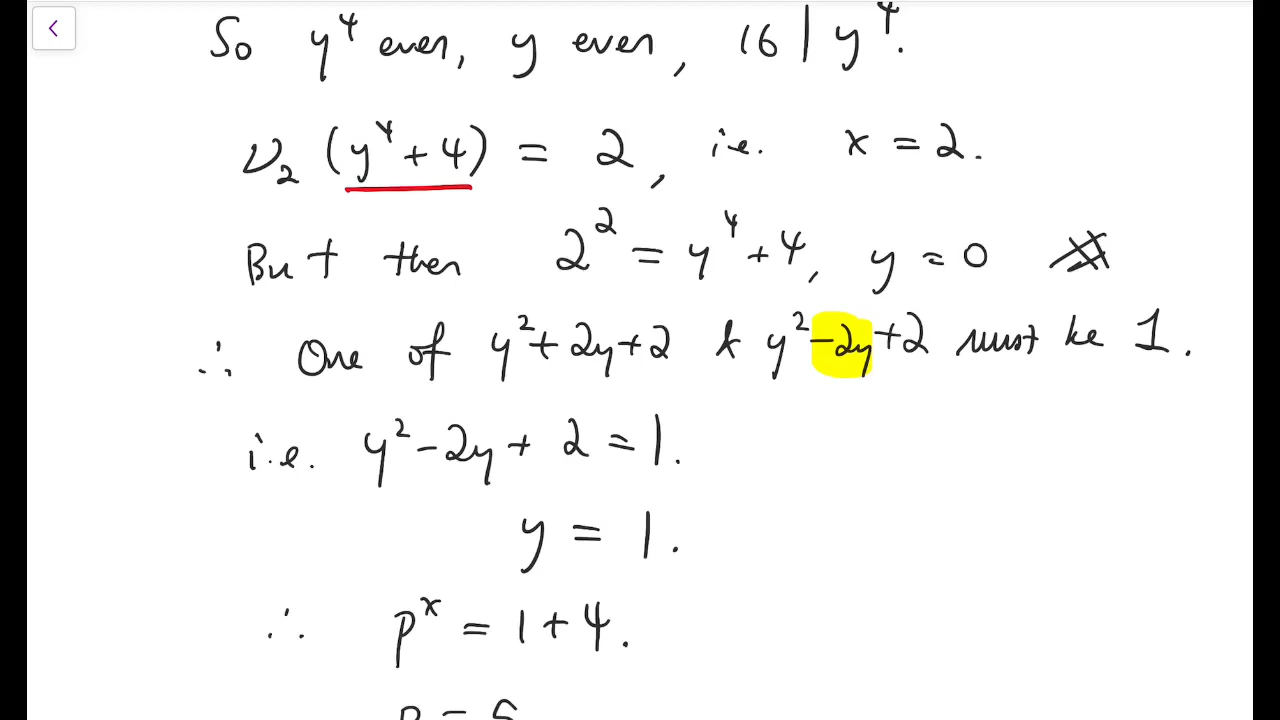 So y⁴ even, y even, 16 | y⁴.
ν₂ (y⁴ + 4) = 2, i.e. x = 2.
But then 2² = y⁴ + 4, y = 0
∴ One of y² + 2y + 2 & y² - 2y + 2 must be 1.
i.e. y² - 2y + 2 = 1.
y = 1.
∴ pˣ = 1 + 4.